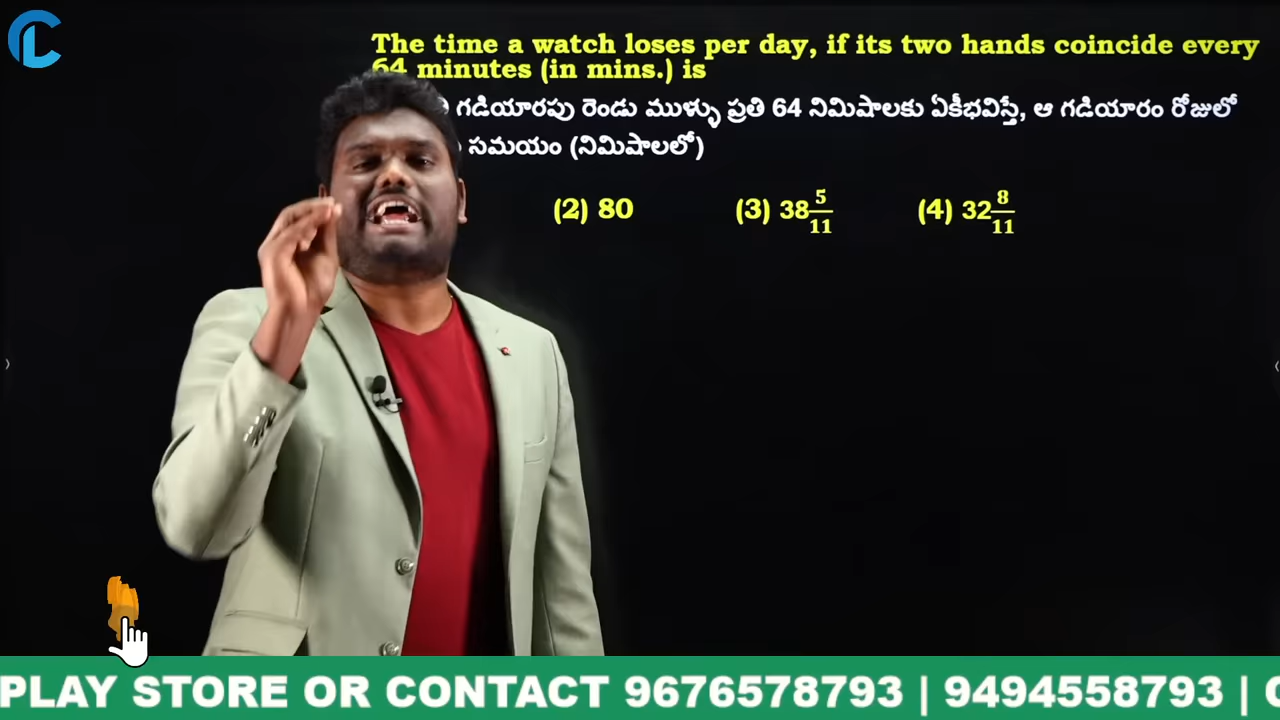 The time a watch loses per day, if its two hands coincide every
64 minutes (in mins.) is
గడియారపు రెండు ముళ్ళు ప్రతి 64 నిమిషాలకు ఏకీభవిస్తే, ఆ గడియారం రోజులో
సమయం (నిమిషాలలో)
(2) 80 (3) 38 5/11 (4) 32 8/11
PLAY STORE OR CONTACT 9676578793 | 9494558793 |